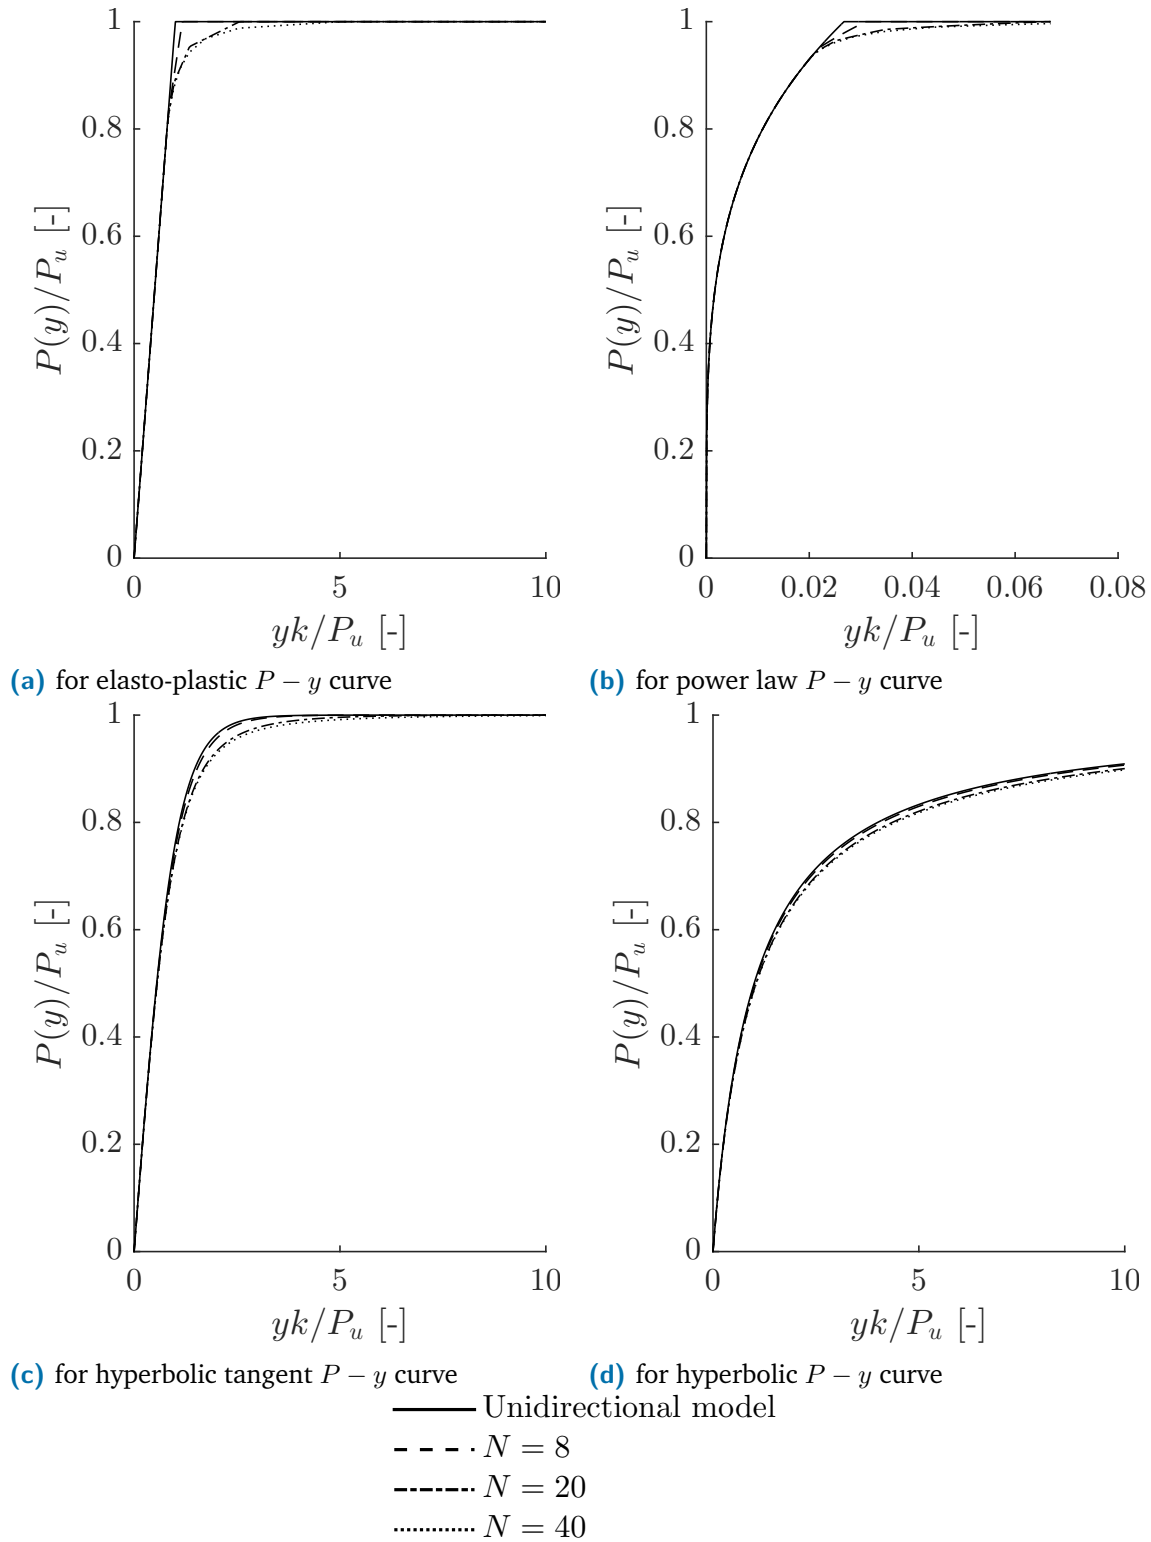 1
0.8
0.6
0.4
0.2
0
P(y)/P_u [-]
0 5 10
yk/P_u [-]
(a) for elasto-plastic P − y curve
1
0.8
0.6
0.4
0.2
0
P(y)/P_u [-]
0 0.02 0.04 0.06 0.08
yk/P_u [-]
(b) for power law P − y curve
1
0.8
0.6
0.4
0.2
0
P(y)/P_u [-]
0 5 10
yk/P_u [-]
(c) for hyperbolic tangent P − y curve
1
0.8
0.6
0.4
0.2
0
P(y)/P_u [-]
0 5 10
yk/P_u [-]
(d) for hyperbolic P − y curve
Unidirectional model
N = 8
N = 20
N = 40